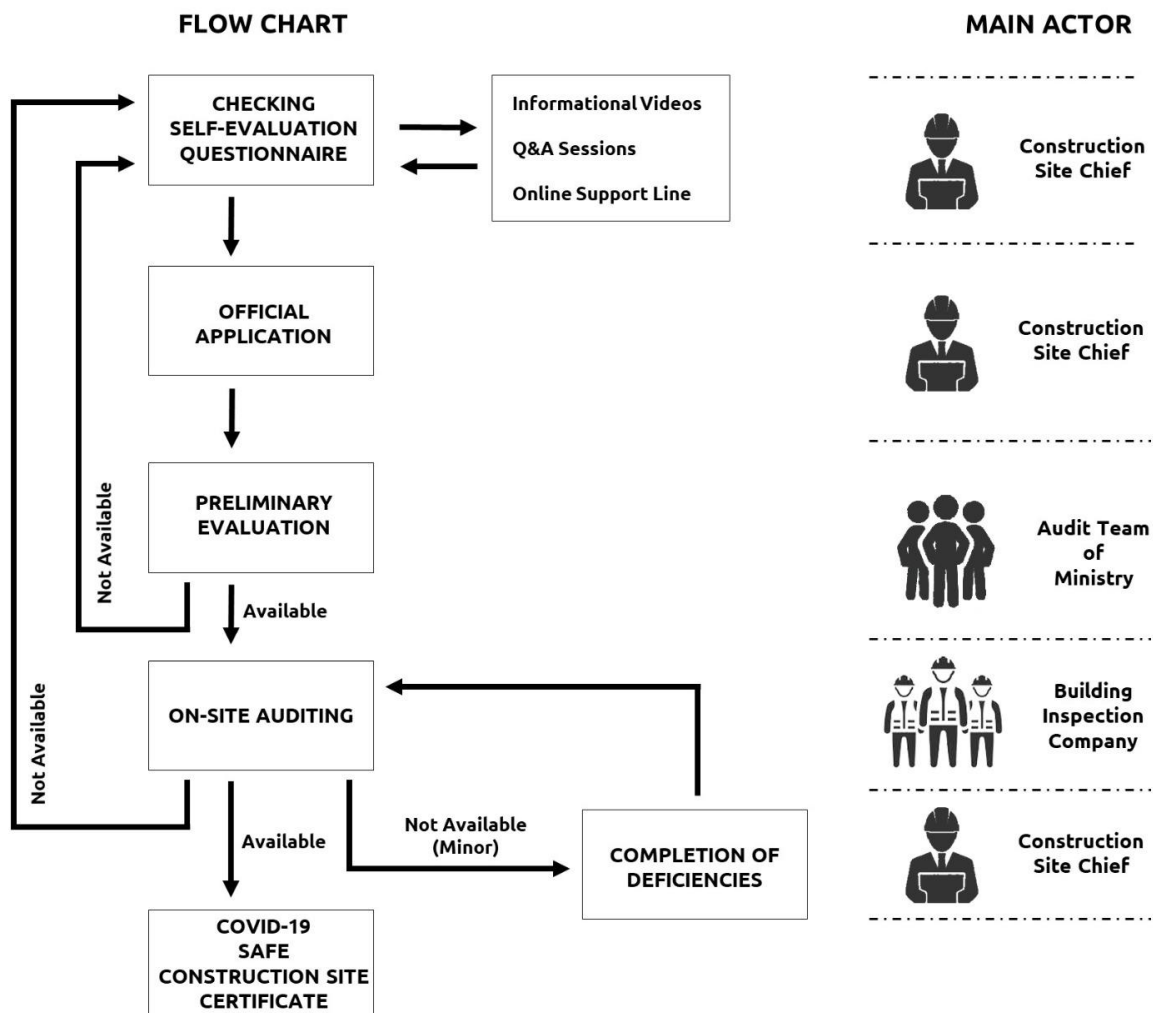 FLOW CHART
MAIN ACTOR
CHECKING
SELF-EVALUATION
QUESTIONNAIRE
Informational Videos
Q&A Sessions
Online Support Line
Construction
Site Chief
OFFICIAL
APPLICATION
Construction
Site Chief
PRELIMINARY
EVALUATION
Not Available
Available
Audit Team
of
Ministry
ON-SITE AUDITING
Not Available
Building
Inspection
Company
Available
Not Available
(Minor)
COMPLETION OF
DEFICIENCIES
Construction
Site Chief
COVID-19
SAFE
CONSTRUCTION SITE
CERTIFICATE